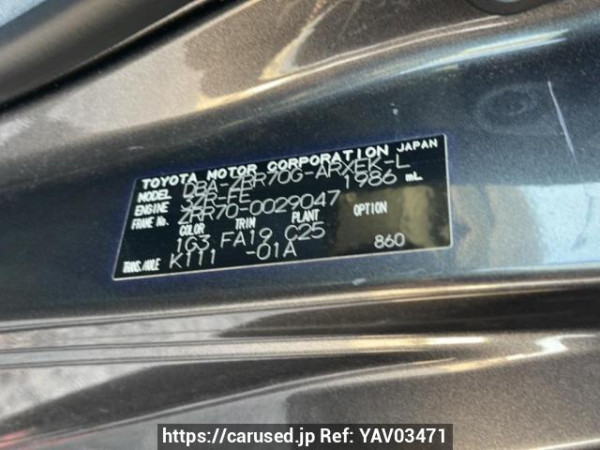 TOYOTA MOTOR CORPORATION JAPAN
MODEL DBA-ZRR70G-APXEK-L
ENGINE 3ZR-FE 1986 mL
FRAME No. ZRR70-0029047
COLOR TRIM PLANT OPTION
1G3 FA19 C25 860
TRANS./AXLE K111 -01A
https://carused.jp Ref: YAV03471